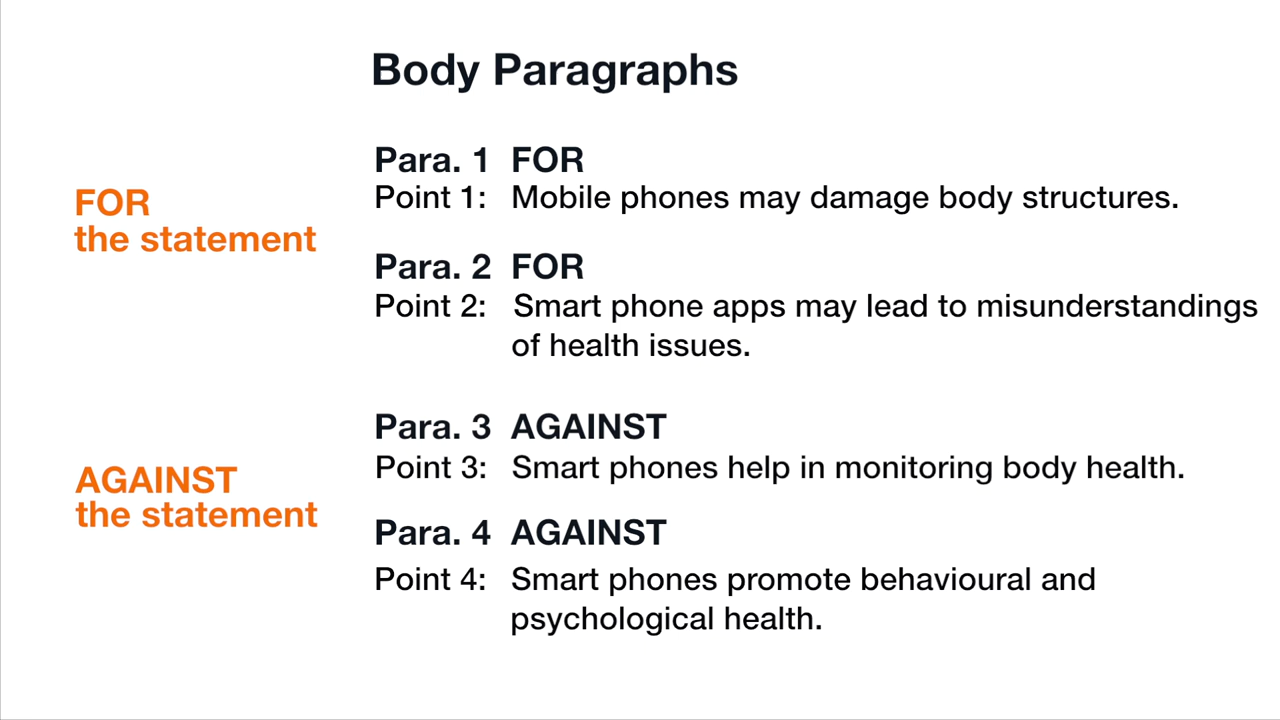 Body Paragraphs
FOR
the statement
Para. 1 FOR
Point 1: Mobile phones may damage body structures.
Para. 2 FOR
Point 2: Smart phone apps may lead to misunderstandings
of health issues.
AGAINST
the statement
Para. 3 AGAINST
Point 3: Smart phones help in monitoring body health.
Para. 4 AGAINST
Point 4: Smart phones promote behavioural and
psychological health.